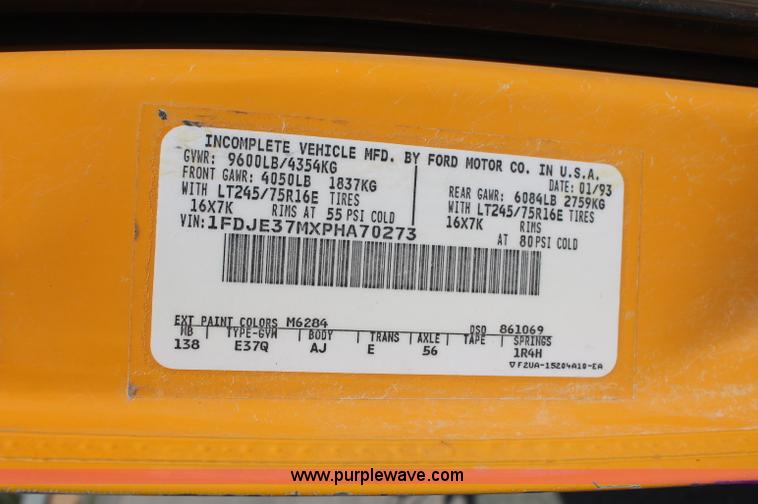 INCOMPLETE VEHICLE MFD. BY FORD MOTOR CO. IN U.S.A.
GVWR: 9600LB/4354KG
DATE: 01/93
FRONT GAWR: 4050LB 1837KG
WITH LT245/75R16E TIRES
16X7K RIMS AT 55 PSI COLD
REAR GAWR: 6084LB 2759KG
WITH LT245/75R16E TIRES
16X7K RIMS
AT 80 PSI COLD
VIN: 1FDJE37MXPHA70273
EXT PAINT COLORS M6284 DSO 861069
WB TYPE-GVW BODY TRANS AXLE TAPE SPRINGS
138 E37Q AJ E 56 1R4H
▽ F2UA-15204A10-EA
www.purplewave.com